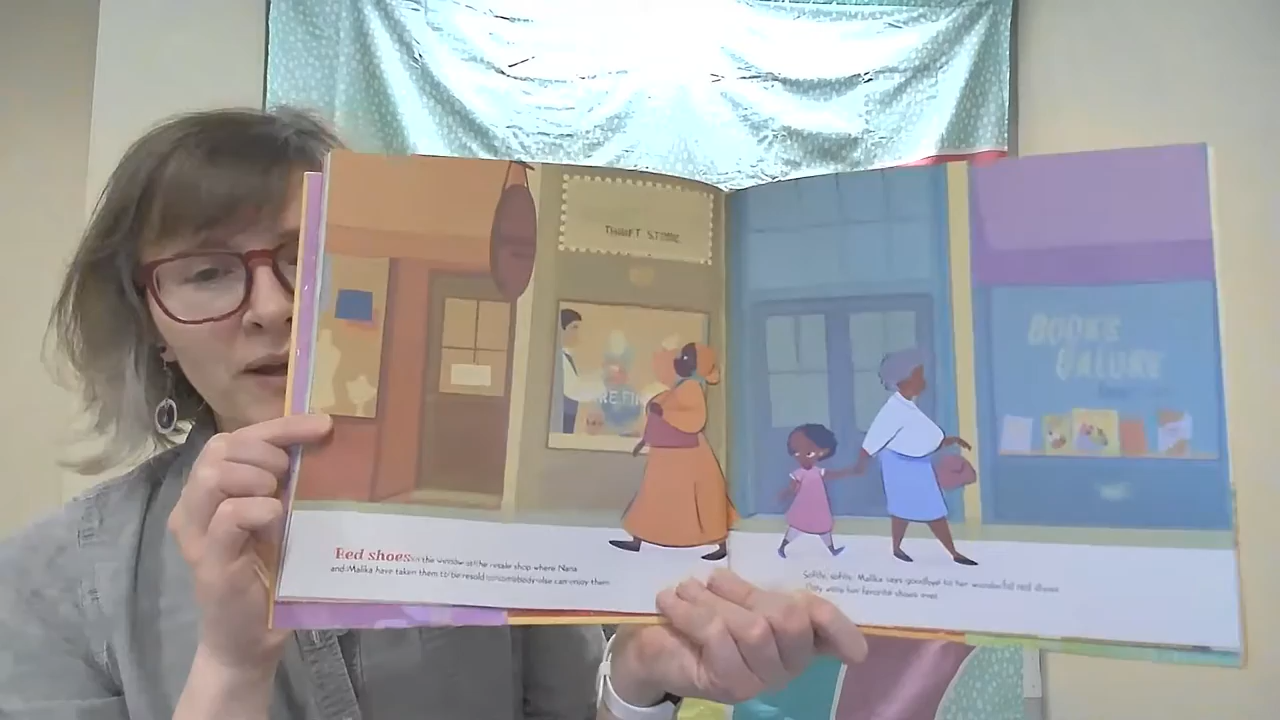 THRIFT STORE
BOOKS
GALORE
Red shoes in the window at the resale shop where Nana
and Malika have taken them to be resold so somebody else can enjoy them
Softly, softly, Malika says goodbye to her wonderful red shoes
They were her favorite shoes ever